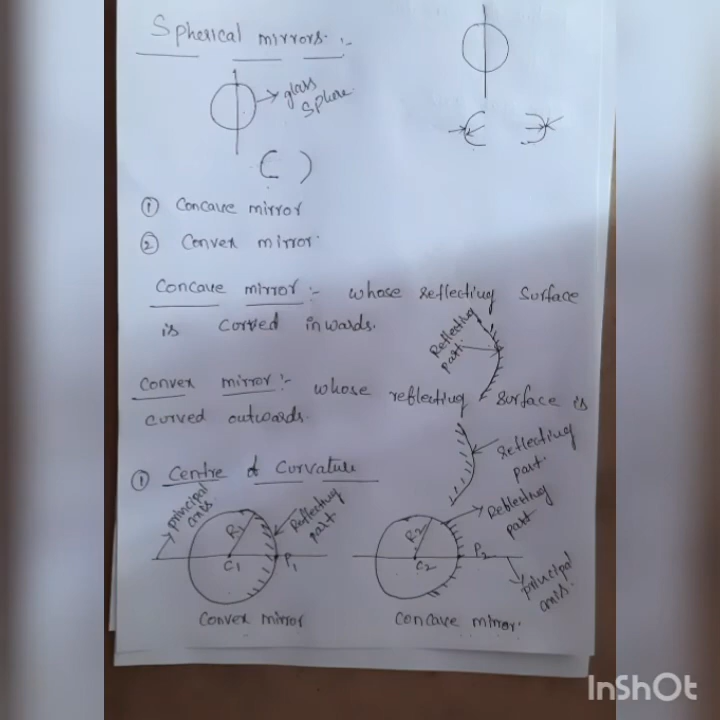 Spherical mirrors :-
glass
Sphere
① Concave mirror
② Convex mirror.
Concave mirror :- whose reflecting Surface
is corved inwards.
Reflecting
part.
Convex mirror :- whose reflecting surface is
curved outwards.
Reflecting
part.
① Centre of Curvature
principal
axis.
Reflecting
part
R1
C1
P1
Convex mirror
Reflecting
part
R2
C2
P2
principal
axis.
Concave mirror.
InShOt